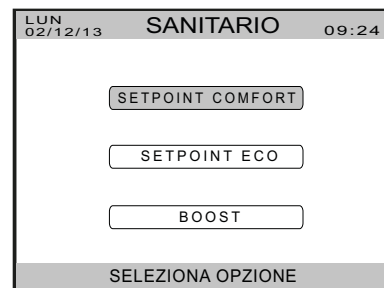 LUN
02/12/13 SANITARIO 09:24
SETPOINT COMFORT
SETPOINT ECO
BOOST
SELEZIONA OPZIONE